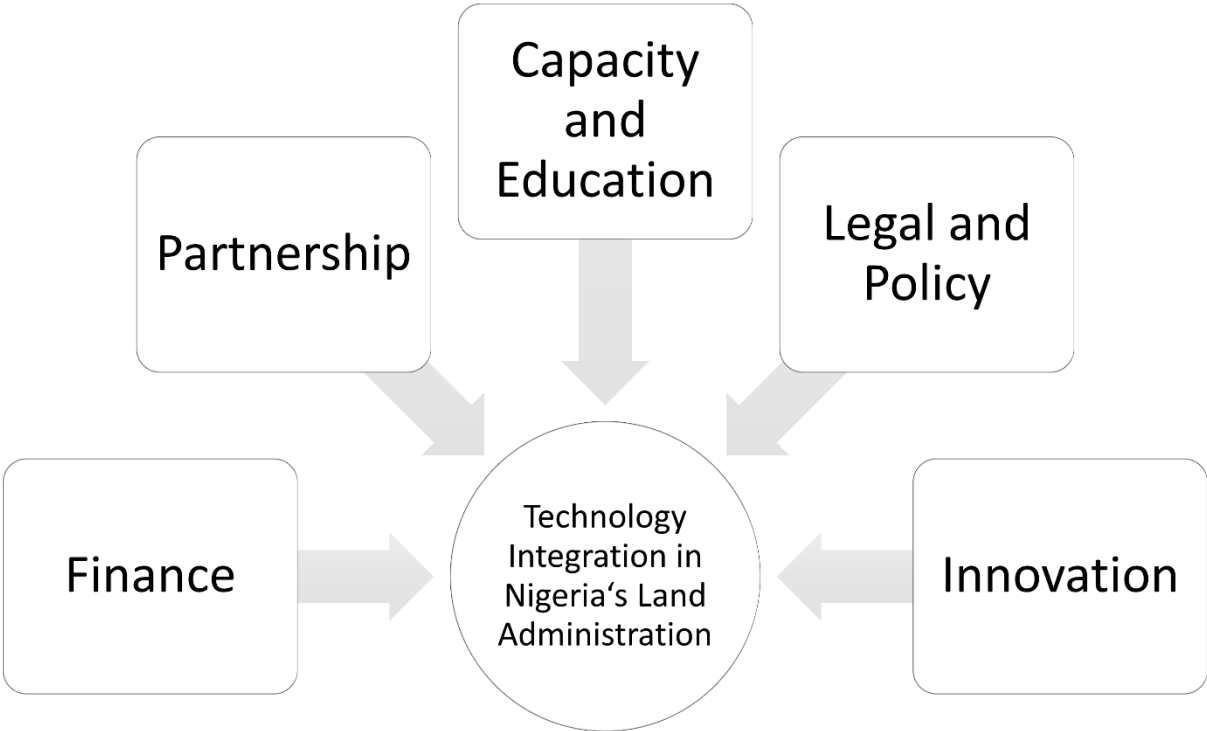 Capacity
and
Education
Partnership
Legal and
Policy
Finance
Technology
Integration in
Nigeria‘s Land
Administration
Innovation